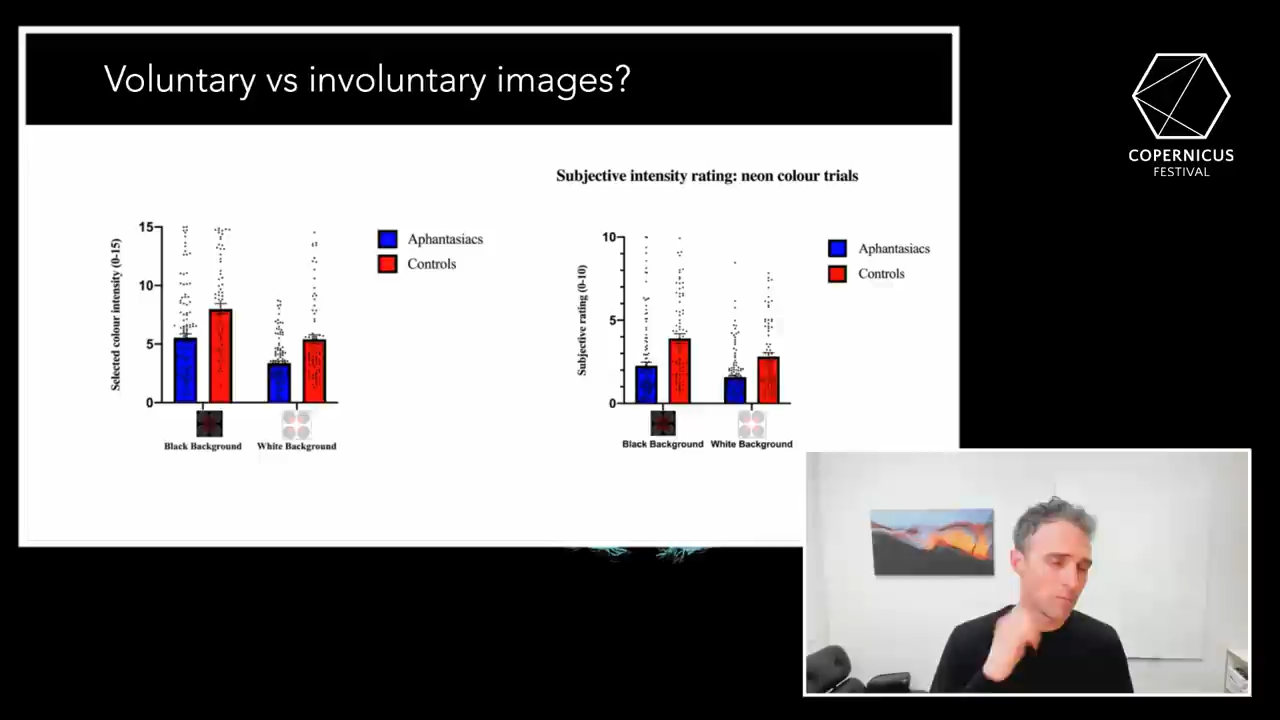 Voluntary vs involuntary images?
COPERNICUS
FESTIVAL
Selected colour intensity (0-15)
15
10
5
0
Aphantasiacs
Controls
Black Background
White Background
Subjective intensity rating: neon colour trials
Subjective rating (0-10)
10
5
0
Aphantasiacs
Controls
Black Background
White Background